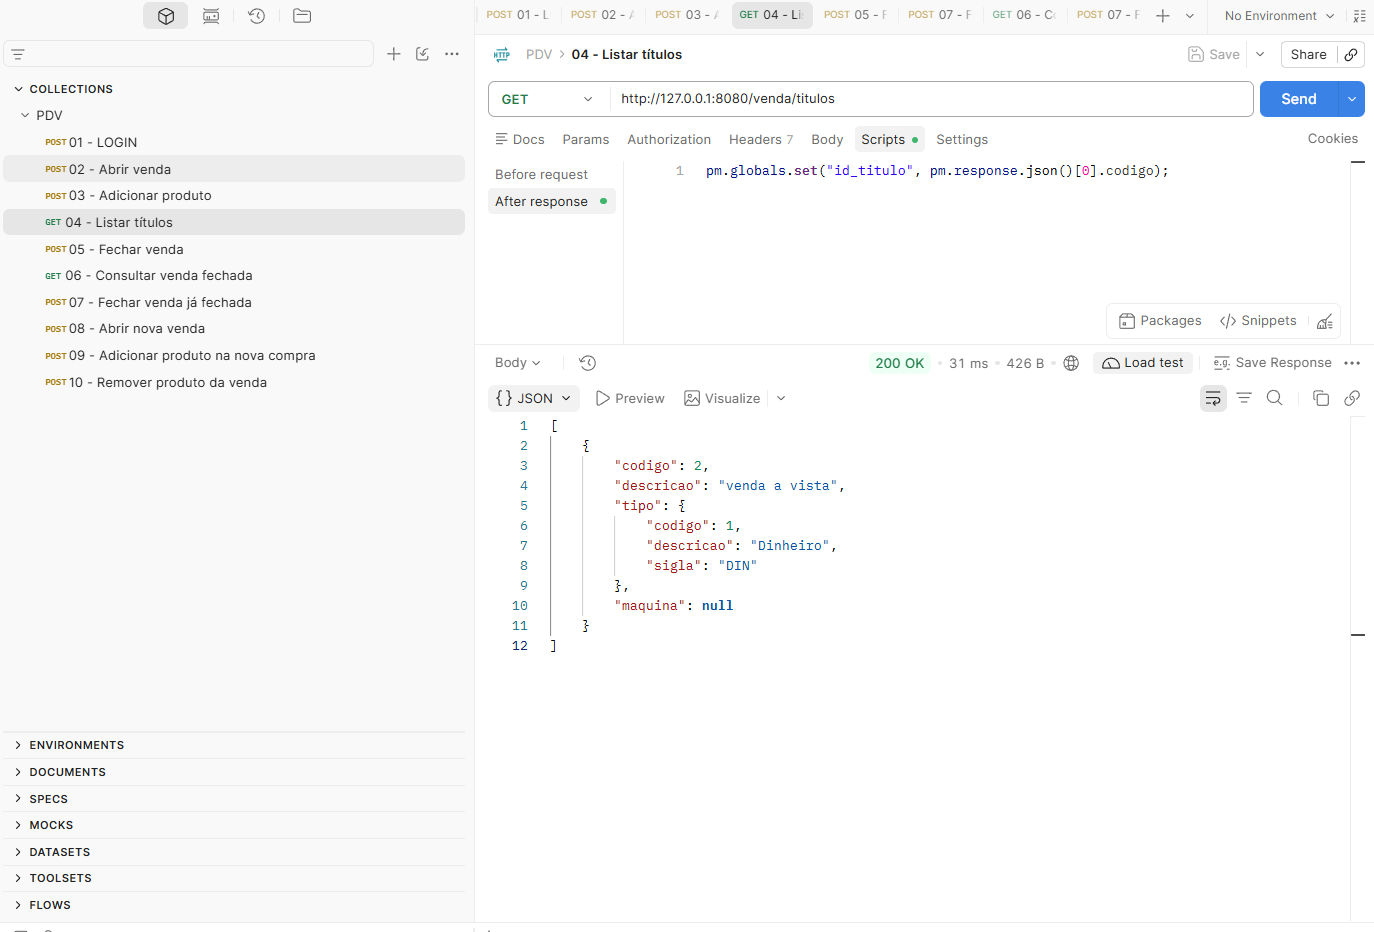 POST 01 - L
POST 02 - A
POST 03 - A
GET 04 - Li
POST 05 - F
POST 07 - F
GET 06 - Co
POST 07 - F
No Environment
COLLECTIONS
PDV
POST 01 - LOGIN
POST 02 - Abrir venda
POST 03 - Adicionar produto
GET 04 - Listar títulos
POST 05 - Fechar venda
GET 06 - Consultar venda fechada
POST 07 - Fechar venda já fechada
POST 08 - Abrir nova venda
POST 09 - Adicionar produto na nova compra
POST 10 - Remover produto da venda
ENVIRONMENTS
DOCUMENTS
SPECS
MOCKS
DATASETS
TOOLSETS
FLOWS
HTTP PDV > 04 - Listar títulos
Save
Share
GET http://127.0.0.1:8080/venda/titulos
Send
Docs Params Authorization Headers 7 Body Scripts Settings
Cookies
Before request
After response
1 pm.globals.set("id_titulo", pm.response.json()[0].codigo);
Packages </> Snippets
Body
200 OK • 31 ms • 426 B
Load test
e.g. Save Response
{} JSON Preview Visualize
1 [
2 {
3 "codigo": 2,
4 "descricao": "venda a vista",
5 "tipo": {
6 "codigo": 1,
7 "descricao": "Dinheiro",
8 "sigla": "DIN"
9 },
10 "maquina": null
11 }
12 ]